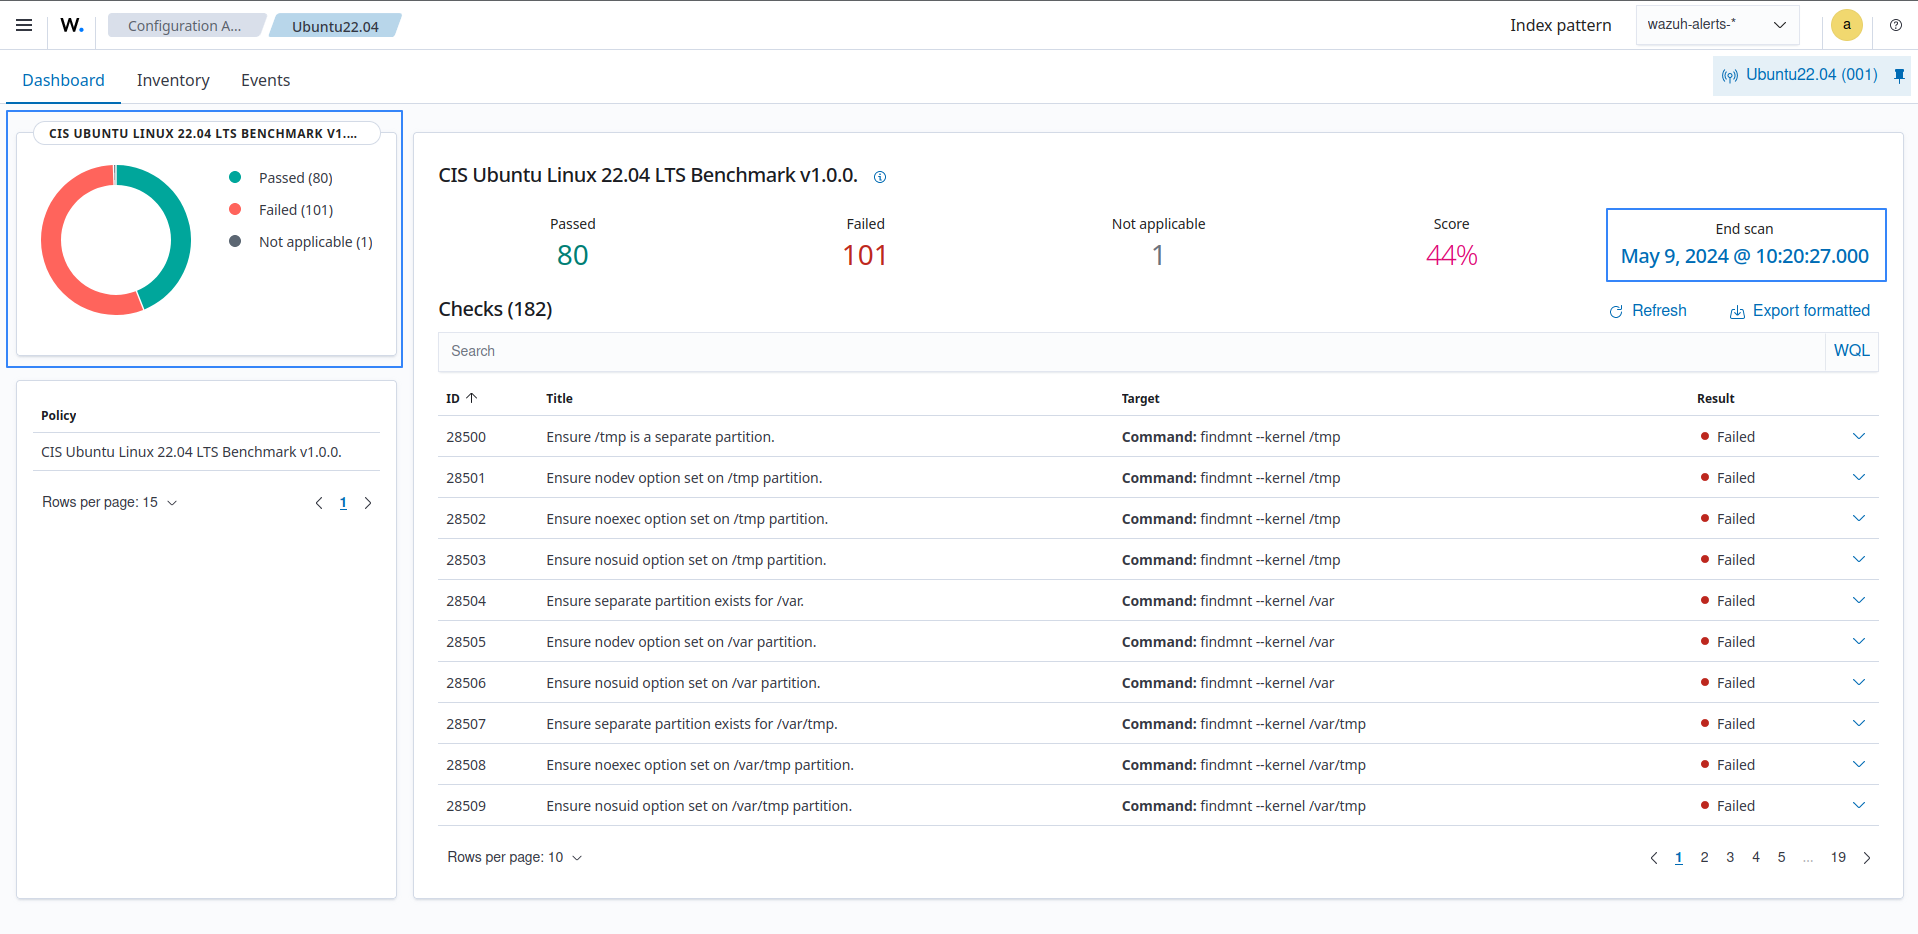 W.
Configuration A...
Ubuntu22.04
Index pattern
wazuh-alerts-*
a
Dashboard
Inventory
Events
Ubuntu22.04 (001)
CIS UBUNTU LINUX 22.04 LTS BENCHMARK V1....
Passed (80)
Failed (101)
Not applicable (1)
Policy
CIS Ubuntu Linux 22.04 LTS Benchmark v1.0.0.
Rows per page: 15
1
CIS Ubuntu Linux 22.04 LTS Benchmark v1.0.0.
Passed
80
Failed
101
Not applicable
1
Score
44%
End scan
May 9, 2024 @ 10:20:27.000
Checks (182)
Refresh
Export formatted
Search
WQL
ID Title Target Result
28500 Ensure /tmp is a separate partition. Command: findmnt --kernel /tmp Failed
28501 Ensure nodev option set on /tmp partition. Command: findmnt --kernel /tmp Failed
28502 Ensure noexec option set on /tmp partition. Command: findmnt --kernel /tmp Failed
28503 Ensure nosuid option set on /tmp partition. Command: findmnt --kernel /tmp Failed
28504 Ensure separate partition exists for /var. Command: findmnt --kernel /var Failed
28505 Ensure nodev option set on /var partition. Command: findmnt --kernel /var Failed
28506 Ensure nosuid option set on /var partition. Command: findmnt --kernel /var Failed
28507 Ensure separate partition exists for /var/tmp. Command: findmnt --kernel /var/tmp Failed
28508 Ensure noexec option set on /var/tmp partition. Command: findmnt --kernel /var/tmp Failed
28509 Ensure nosuid option set on /var/tmp partition. Command: findmnt --kernel /var/tmp Failed
Rows per page: 10
1 2 3 4 5 ... 19